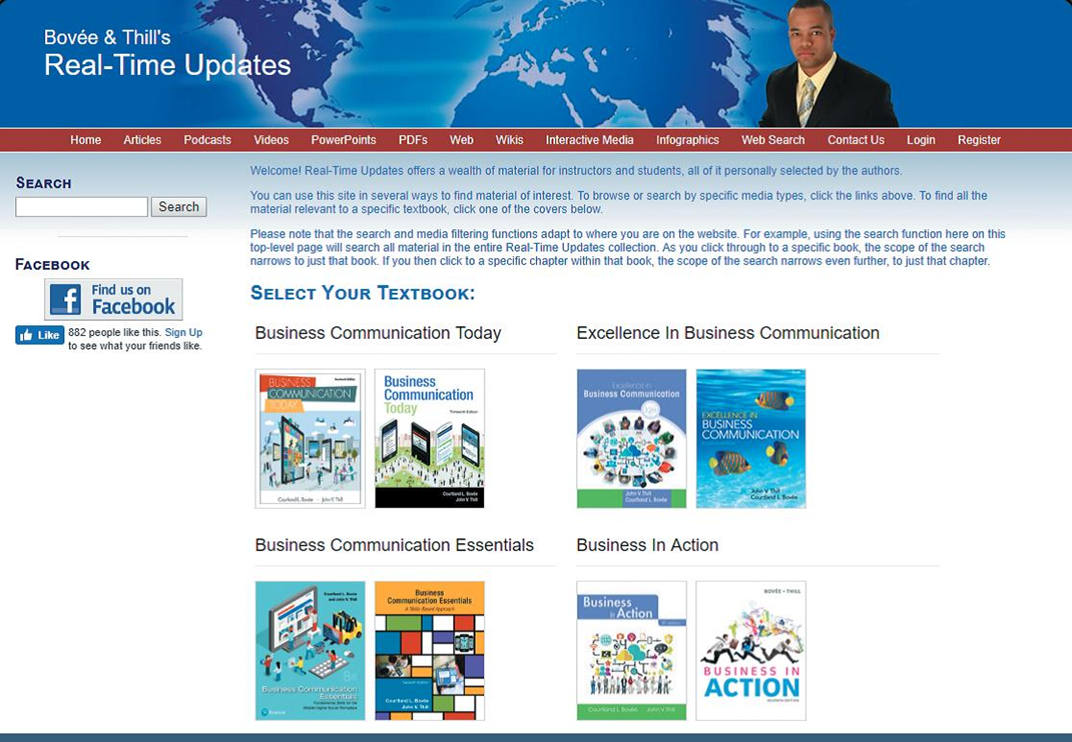 Bovée & Thill's
Real-Time Updates
Home Articles Podcasts Videos PowerPoints PDFs Web Wikis Interactive Media Infographics Web Search Contact Us Login Register
SEARCH
Search
FACEBOOK
Find us on
Facebook
Like 882 people like this. Sign Up
to see what your friends like.
Welcome! Real-Time Updates offers a wealth of material for instructors and students, all of it personally selected by the authors.
You can use this site in several ways to find material of interest. To browse or search by specific media types, click the links above. To find all the
material relevant to a specific textbook, click one of the covers below.
Please note that the search and media filtering functions adapt to where you are on the website. For example, using the search function here on this
top-level page will search all material in the entire Real-Time Updates collection. As you click through to a specific book, the scope of the search
narrows to just that book. If you then click to a specific chapter within that book, the scope of the search narrows even further, to just that chapter.
SELECT YOUR TEXTBOOK:
Business Communication Today
BUSINESS
COMMUNICATION
TODAY
Courtland L. Bovée John V. Thill
Business
Communication
Today
Thirteenth Edition
Courtland L. Bovée
John V. Thill
Excellence In Business Communication
Excellence in
Business Communication
John V. Thill
Courtland L. Bovée
EXCELLENCE IN
BUSINESS
COMMUNICATION
John V. Thill
Courtland L. Bovée
Business Communication Essentials
Courtland L. Bovée
and John V. Thill
Business Communication
Essentials
Pearson
Business
Communication Essentials
A Skills-Based Approach
Courtland L. Bovée
John V. Thill
Business In Action
Business
in Action
Courtland L. Bovée John V. Thill
BOVÉE • THILL
BUSINESS IN
ACTION
SEVENTH EDITION